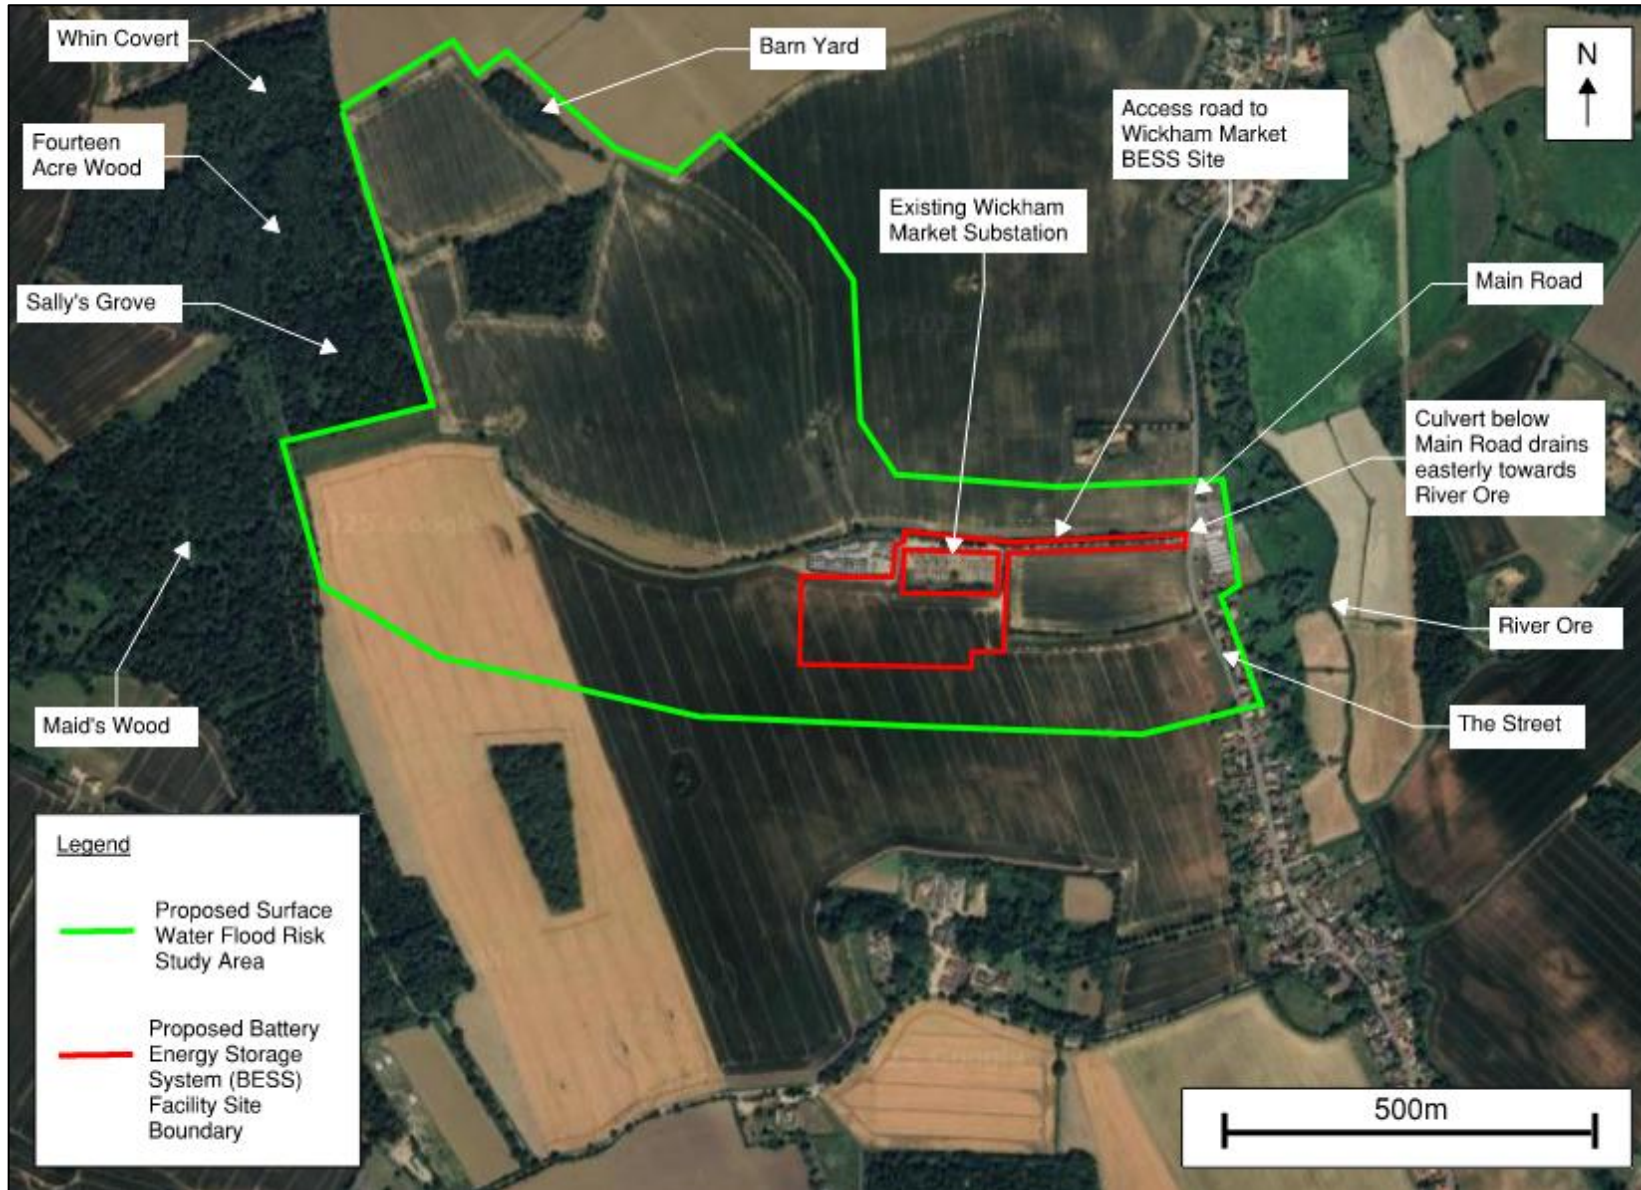 Whin Covert
Barn Yard
N
Access road to
Wickham Market
BESS Site
Fourteen
Acre Wood
Existing Wickham
Market Substation
Main Road
Sally's Grove
Culvert below
Main Road drains
easterly towards
River Ore
River Ore
Maid's Wood
The Street
Legend
Proposed Surface
Water Flood Risk
Study Area
Proposed Battery
Energy Storage
System (BESS)
Facility Site
Boundary
500m